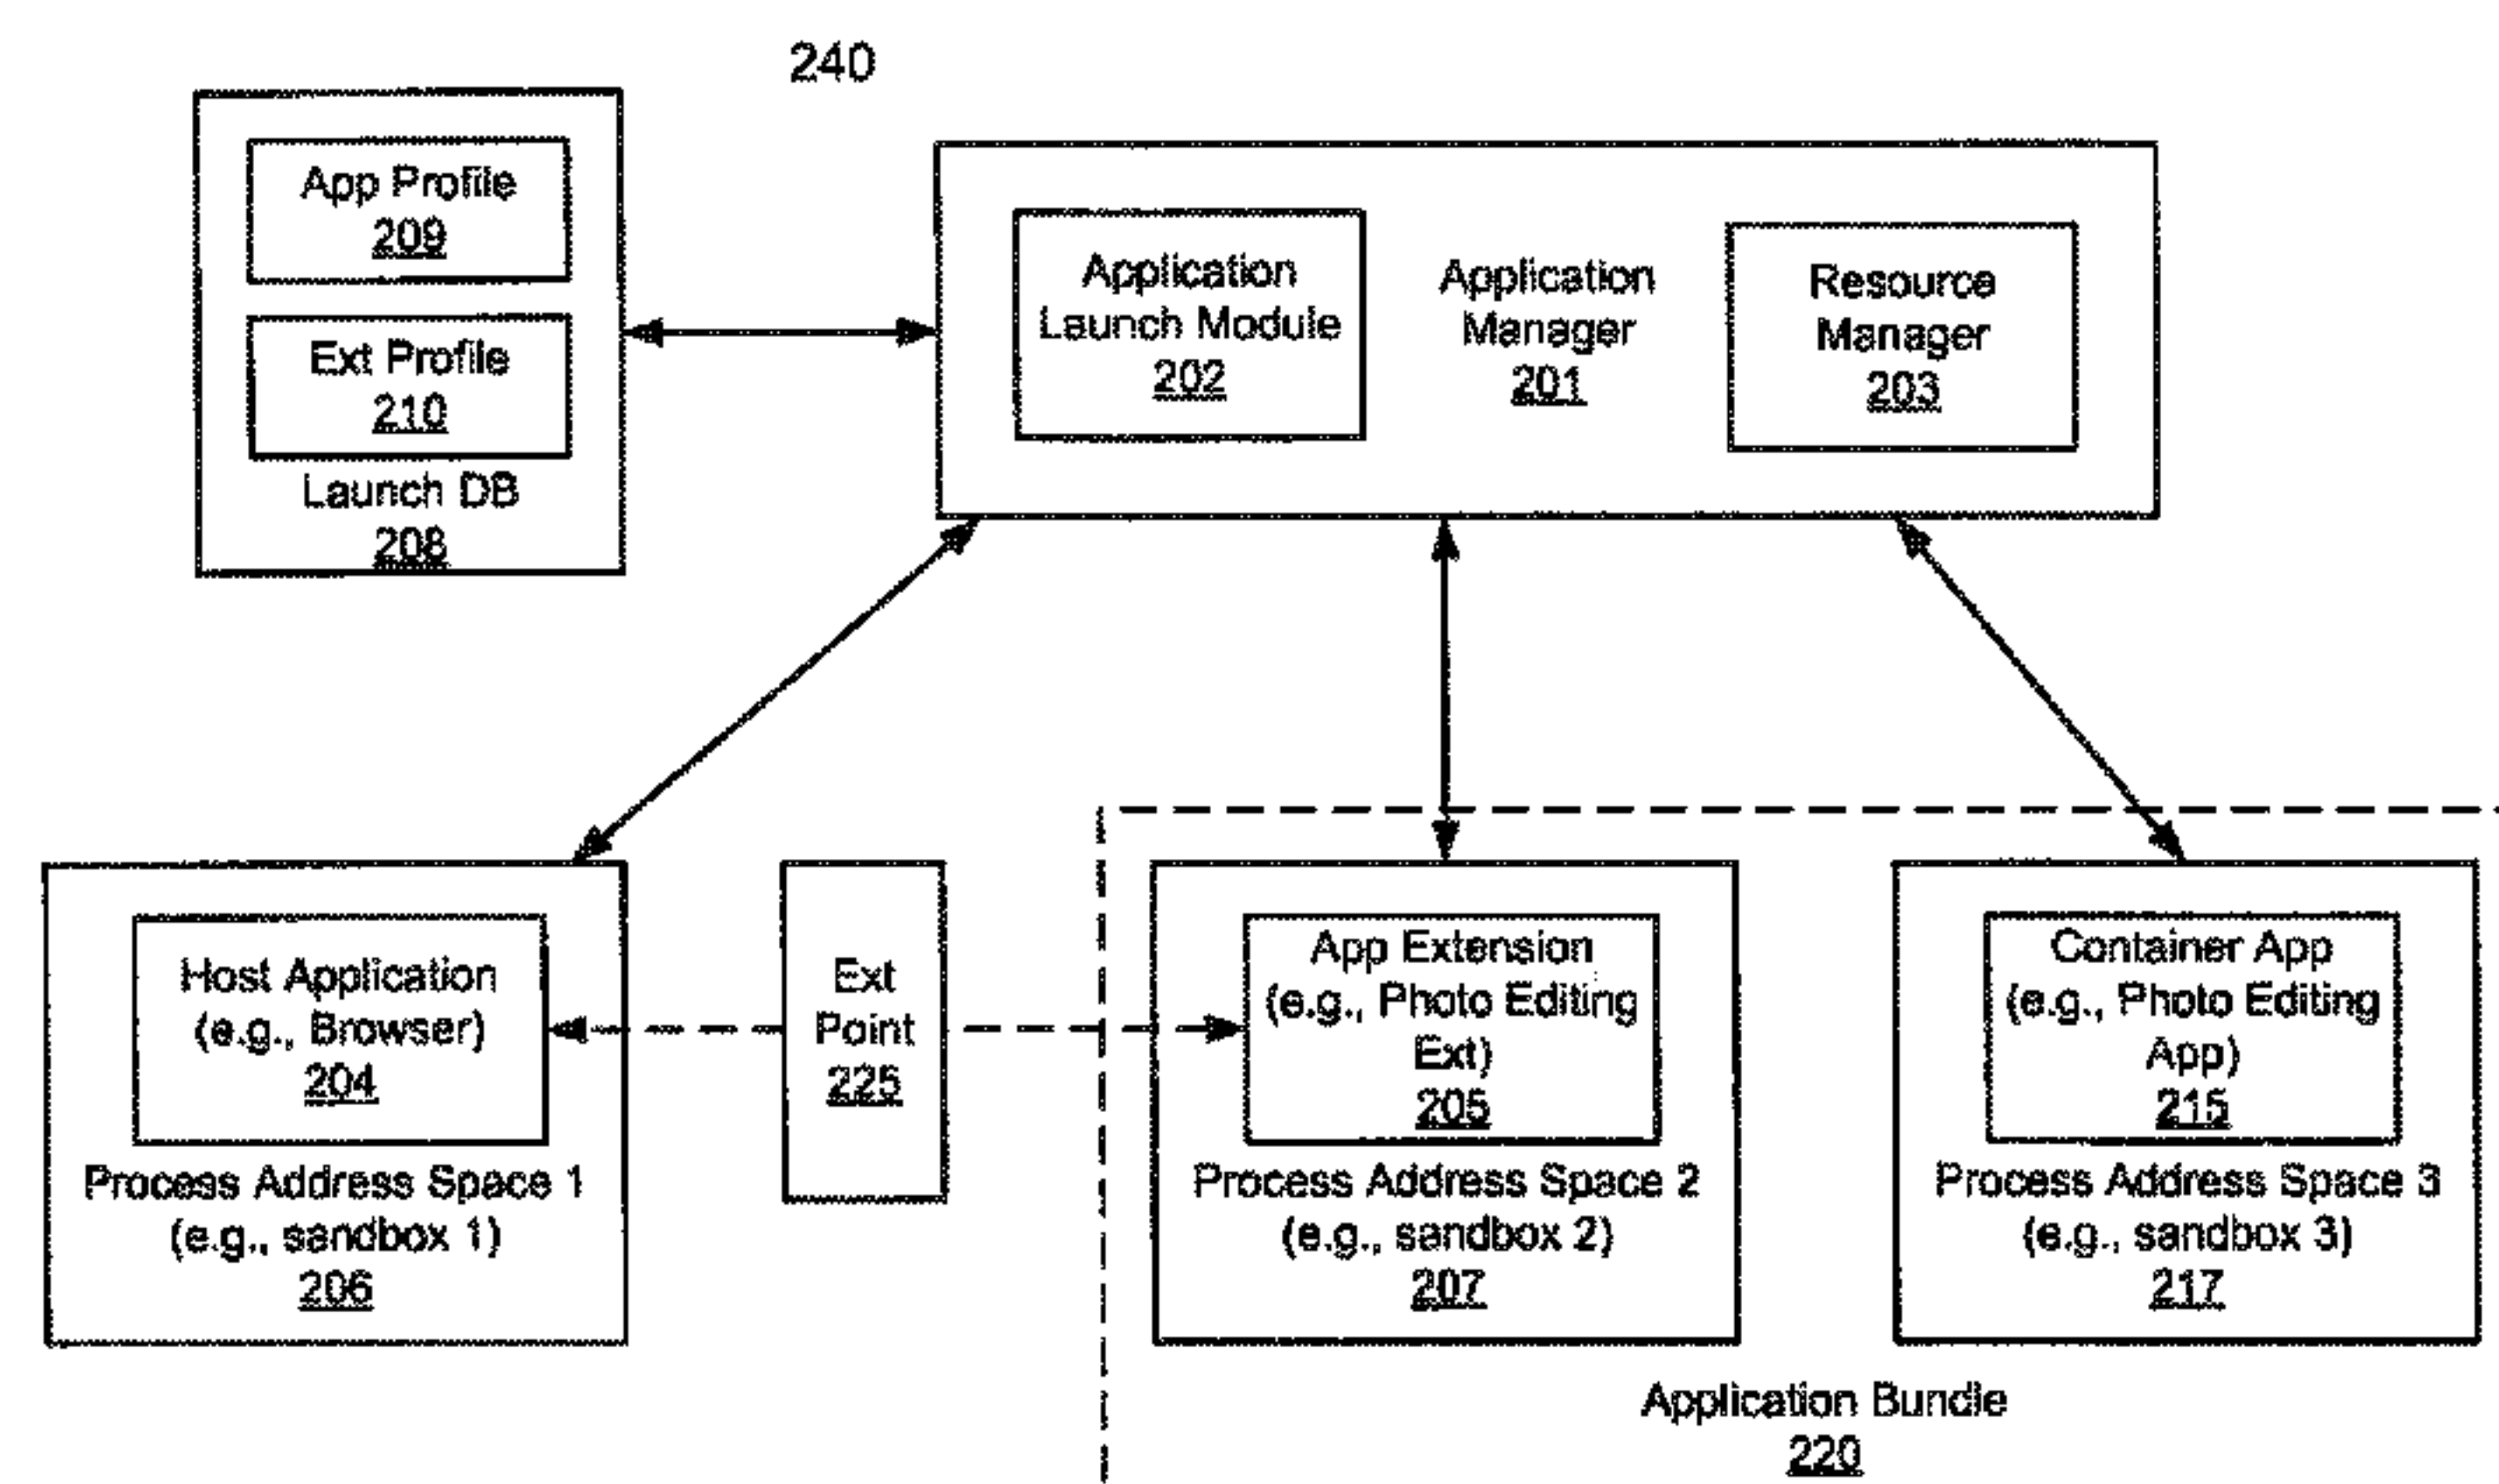 240
App Profile
209
Ext Profile
210
Launch DB
208
Application
Launch Module
202
Application
Manager
201
Resource
Manager
203
Host Application
(e.g., Browser)
204
Process Address Space 1
(e.g., sandbox 1)
206
Ext
Point
225
App Extension
(e.g., Photo Editing
Ext)
205
Process Address Space 2
(e.g., sandbox 2)
207
Container App
(e.g., Photo Editing
App)
215
Process Address Space 3
(e.g., sandbox 3)
217
Application Bundle
220